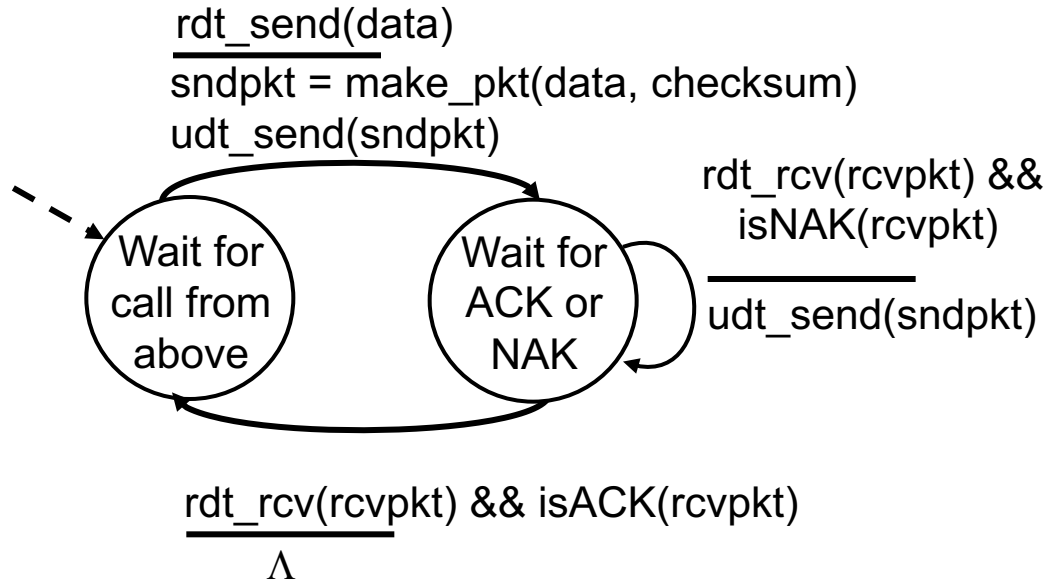 rdt_send(data)
sndpkt = make_pkt(data, checksum)
udt_send(sndpkt)
rdt_rcv(rcvpkt) &&
isNAK(rcvpkt)
udt_send(sndpkt)
Wait for
call from
above
Wait for
ACK or
NAK
rdt_rcv(rcvpkt) && isACK(rcvpkt)
Λ